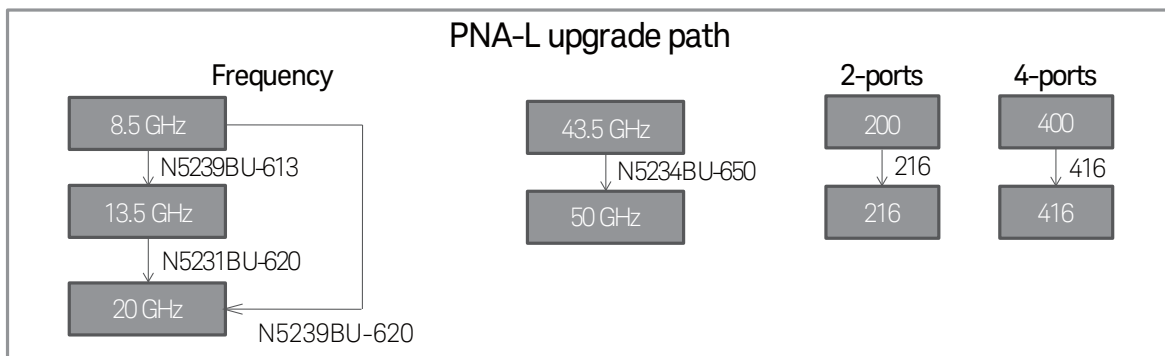 PNA-L upgrade path
Frequency
8.5 GHz
N5239BU-613
13.5 GHz
N5231BU-620
20 GHz
N5239BU-620
43.5 GHz
N5234BU-650
50 GHz
2-ports
200
216
216
4-ports
400
416
416